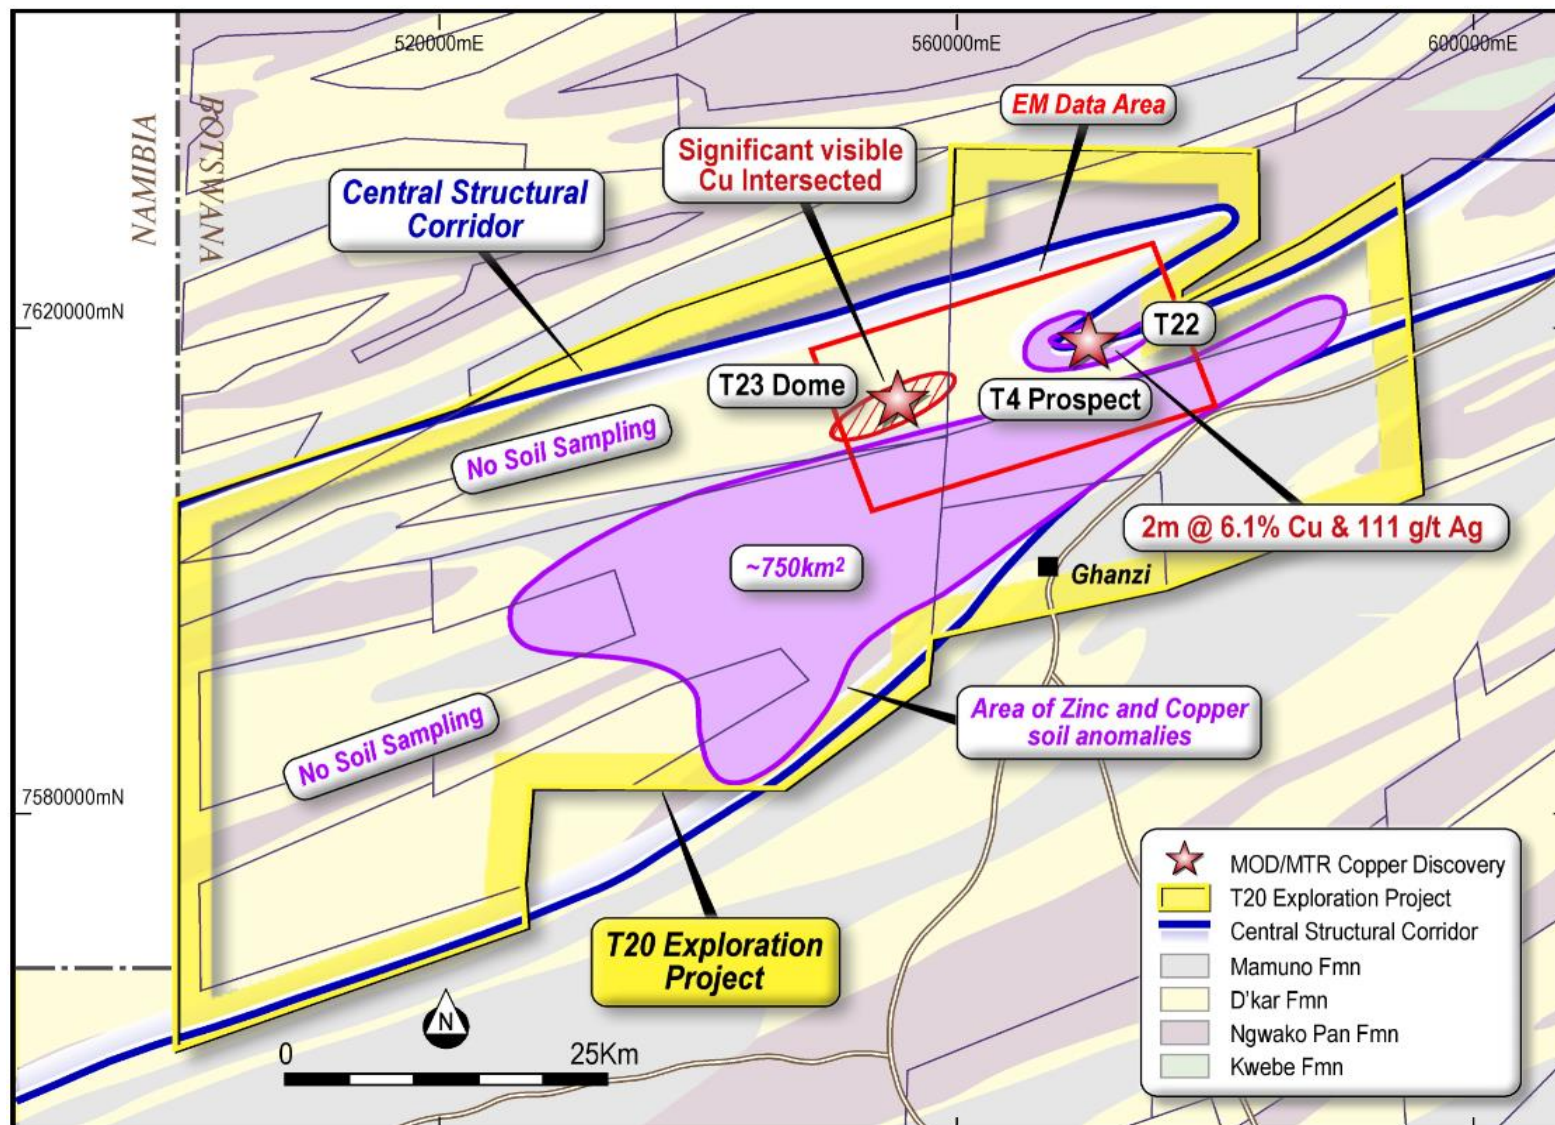 520000mE
560000mE
600000mE
NAMIBIA
BOTSWANA
EM Data Area
Significant visible
Cu Intersected
Central Structural
Corridor
7620000mN
T22
T23 Dome
T4 Prospect
No Soil Sampling
2m @ 6.1% Cu & 111 g/t Ag
~750km²
Ghanzi
No Soil Sampling
Area of Zinc and Copper
soil anomalies
7580000mN
T20 Exploration
Project
N
0
25Km
MOD/MTR Copper Discovery
T20 Exploration Project
Central Structural Corridor
Mamuno Fmn
D'kar Fmn
Ngwako Pan Fmn
Kwebe Fmn